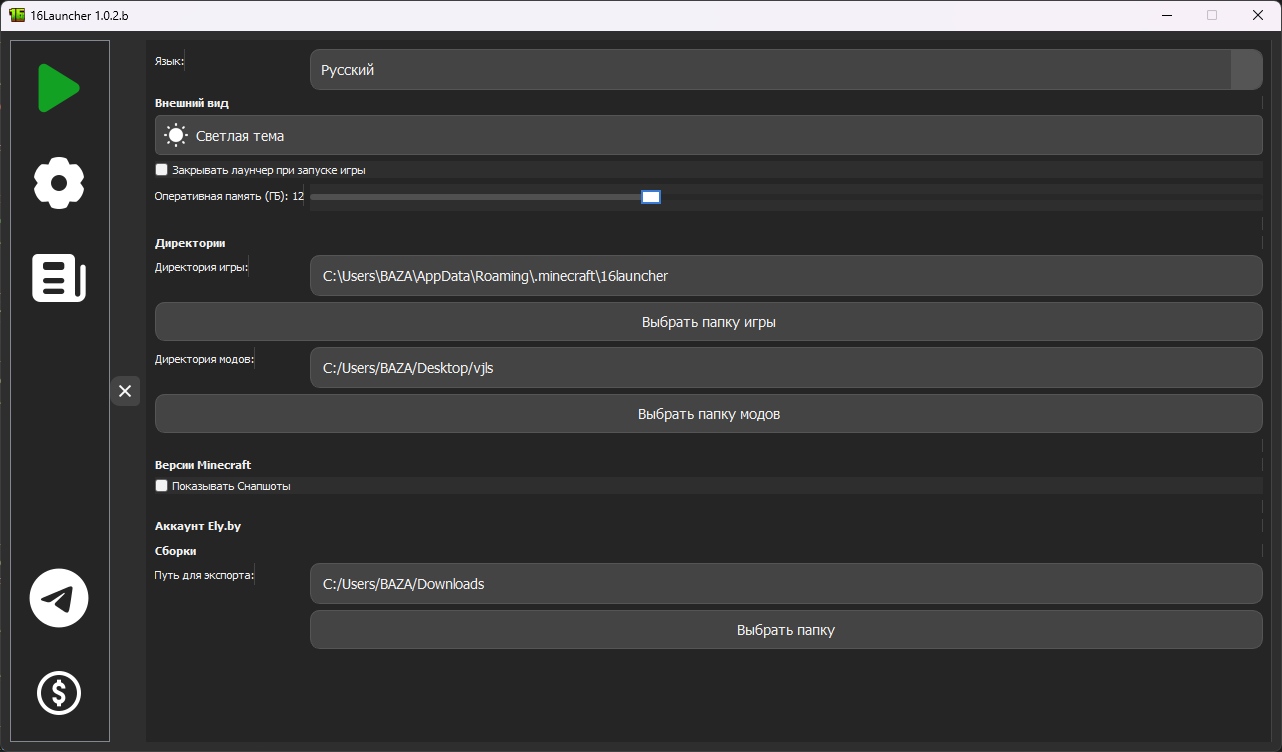 16Launcher 1.0.2.b
Язык:
Русский
Внешний вид
Светлая тема
Закрывать лаунчер при запуске игры
Оперативная память (ГБ): 12
Директории
Директория игры:
C:\Users\BAZA\AppData\Roaming\.minecraft\16launcher
Выбрать папку игры
Директория модов:
C:/Users/BAZA/Desktop/vjls
Выбрать папку модов
Версии Minecraft
Показывать Снапшоты
Аккаунт Ely.by
Сборки
Путь для экспорта:
C:/Users/BAZA/Downloads
Выбрать папку